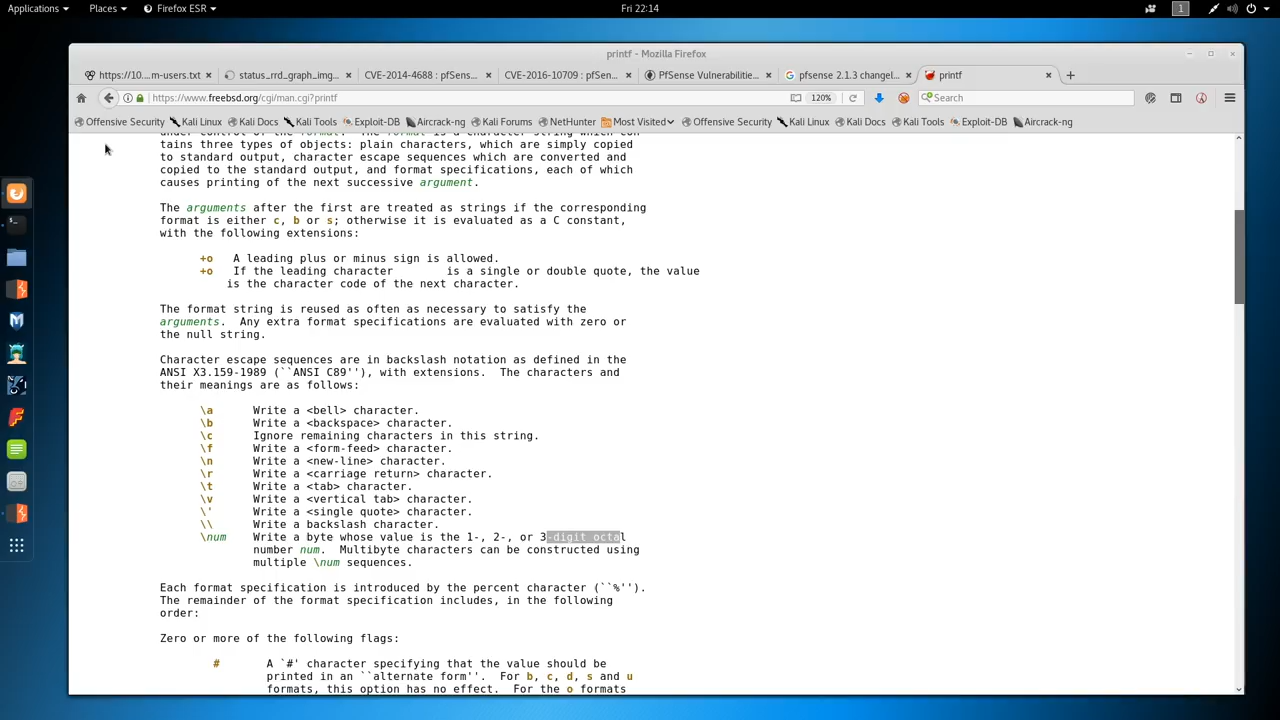 Applications
Places
Firefox ESR
Fri 22:14
1
printf - Mozilla Firefox
https://10....m-users.txt
status_rrd_graph_img...
CVE-2014-4688 : pfSens...
CVE-2016-10709 : pfSen...
PfSense Vulnerabilitie...
pfsense 2.1.3 changel...
printf
https://www.freebsd.org/cgi/man.cgi?printf
120%
Search
Offensive Security
Kali Linux
Kali Docs
Kali Tools
Exploit-DB
Aircrack-ng
Kali Forums
NetHunter
Most Visited
Offensive Security
Kali Linux
Kali Docs
Kali Tools
Exploit-DB
Aircrack-ng
under control of the format. The format is a character string which con
tains three types of objects: plain characters, which are simply copied
to standard output, character escape sequences which are converted and
copied to the standard output, and format specifications, each of which
causes printing of the next successive argument.
The arguments after the first are treated as strings if the corresponding
format is either c, b or s; otherwise it is evaluated as a C constant,
with the following extensions:
+o A leading plus or minus sign is allowed.
+o If the leading character is a single or double quote, the value
is the character code of the next character.
The format string is reused as often as necessary to satisfy the
arguments. Any extra format specifications are evaluated with zero or
the null string.
Character escape sequences are in backslash notation as defined in the
ANSI X3.159-1989 (``ANSI C89''), with extensions. The characters and
their meanings are as follows:
\a Write a <bell> character.
\b Write a <backspace> character.
\c Ignore remaining characters in this string.
\f Write a <form-feed> character.
\n Write a <new-line> character.
\r Write a <carriage return> character.
\t Write a <tab> character.
\v Write a <vertical tab> character.
\' Write a <single quote> character.
\\ Write a backslash character.
\num Write a byte whose value is the 1-, 2-, or 3-digit octal
number num. Multibyte characters can be constructed using
multiple \num sequences.
Each format specification is introduced by the percent character (``%'').
The remainder of the format specification includes, in the following
order:
Zero or more of the following flags:
# A `#' character specifying that the value should be
printed in an ``alternate form''. For b, c, d, s and u
formats, this option has no effect. For the o formats